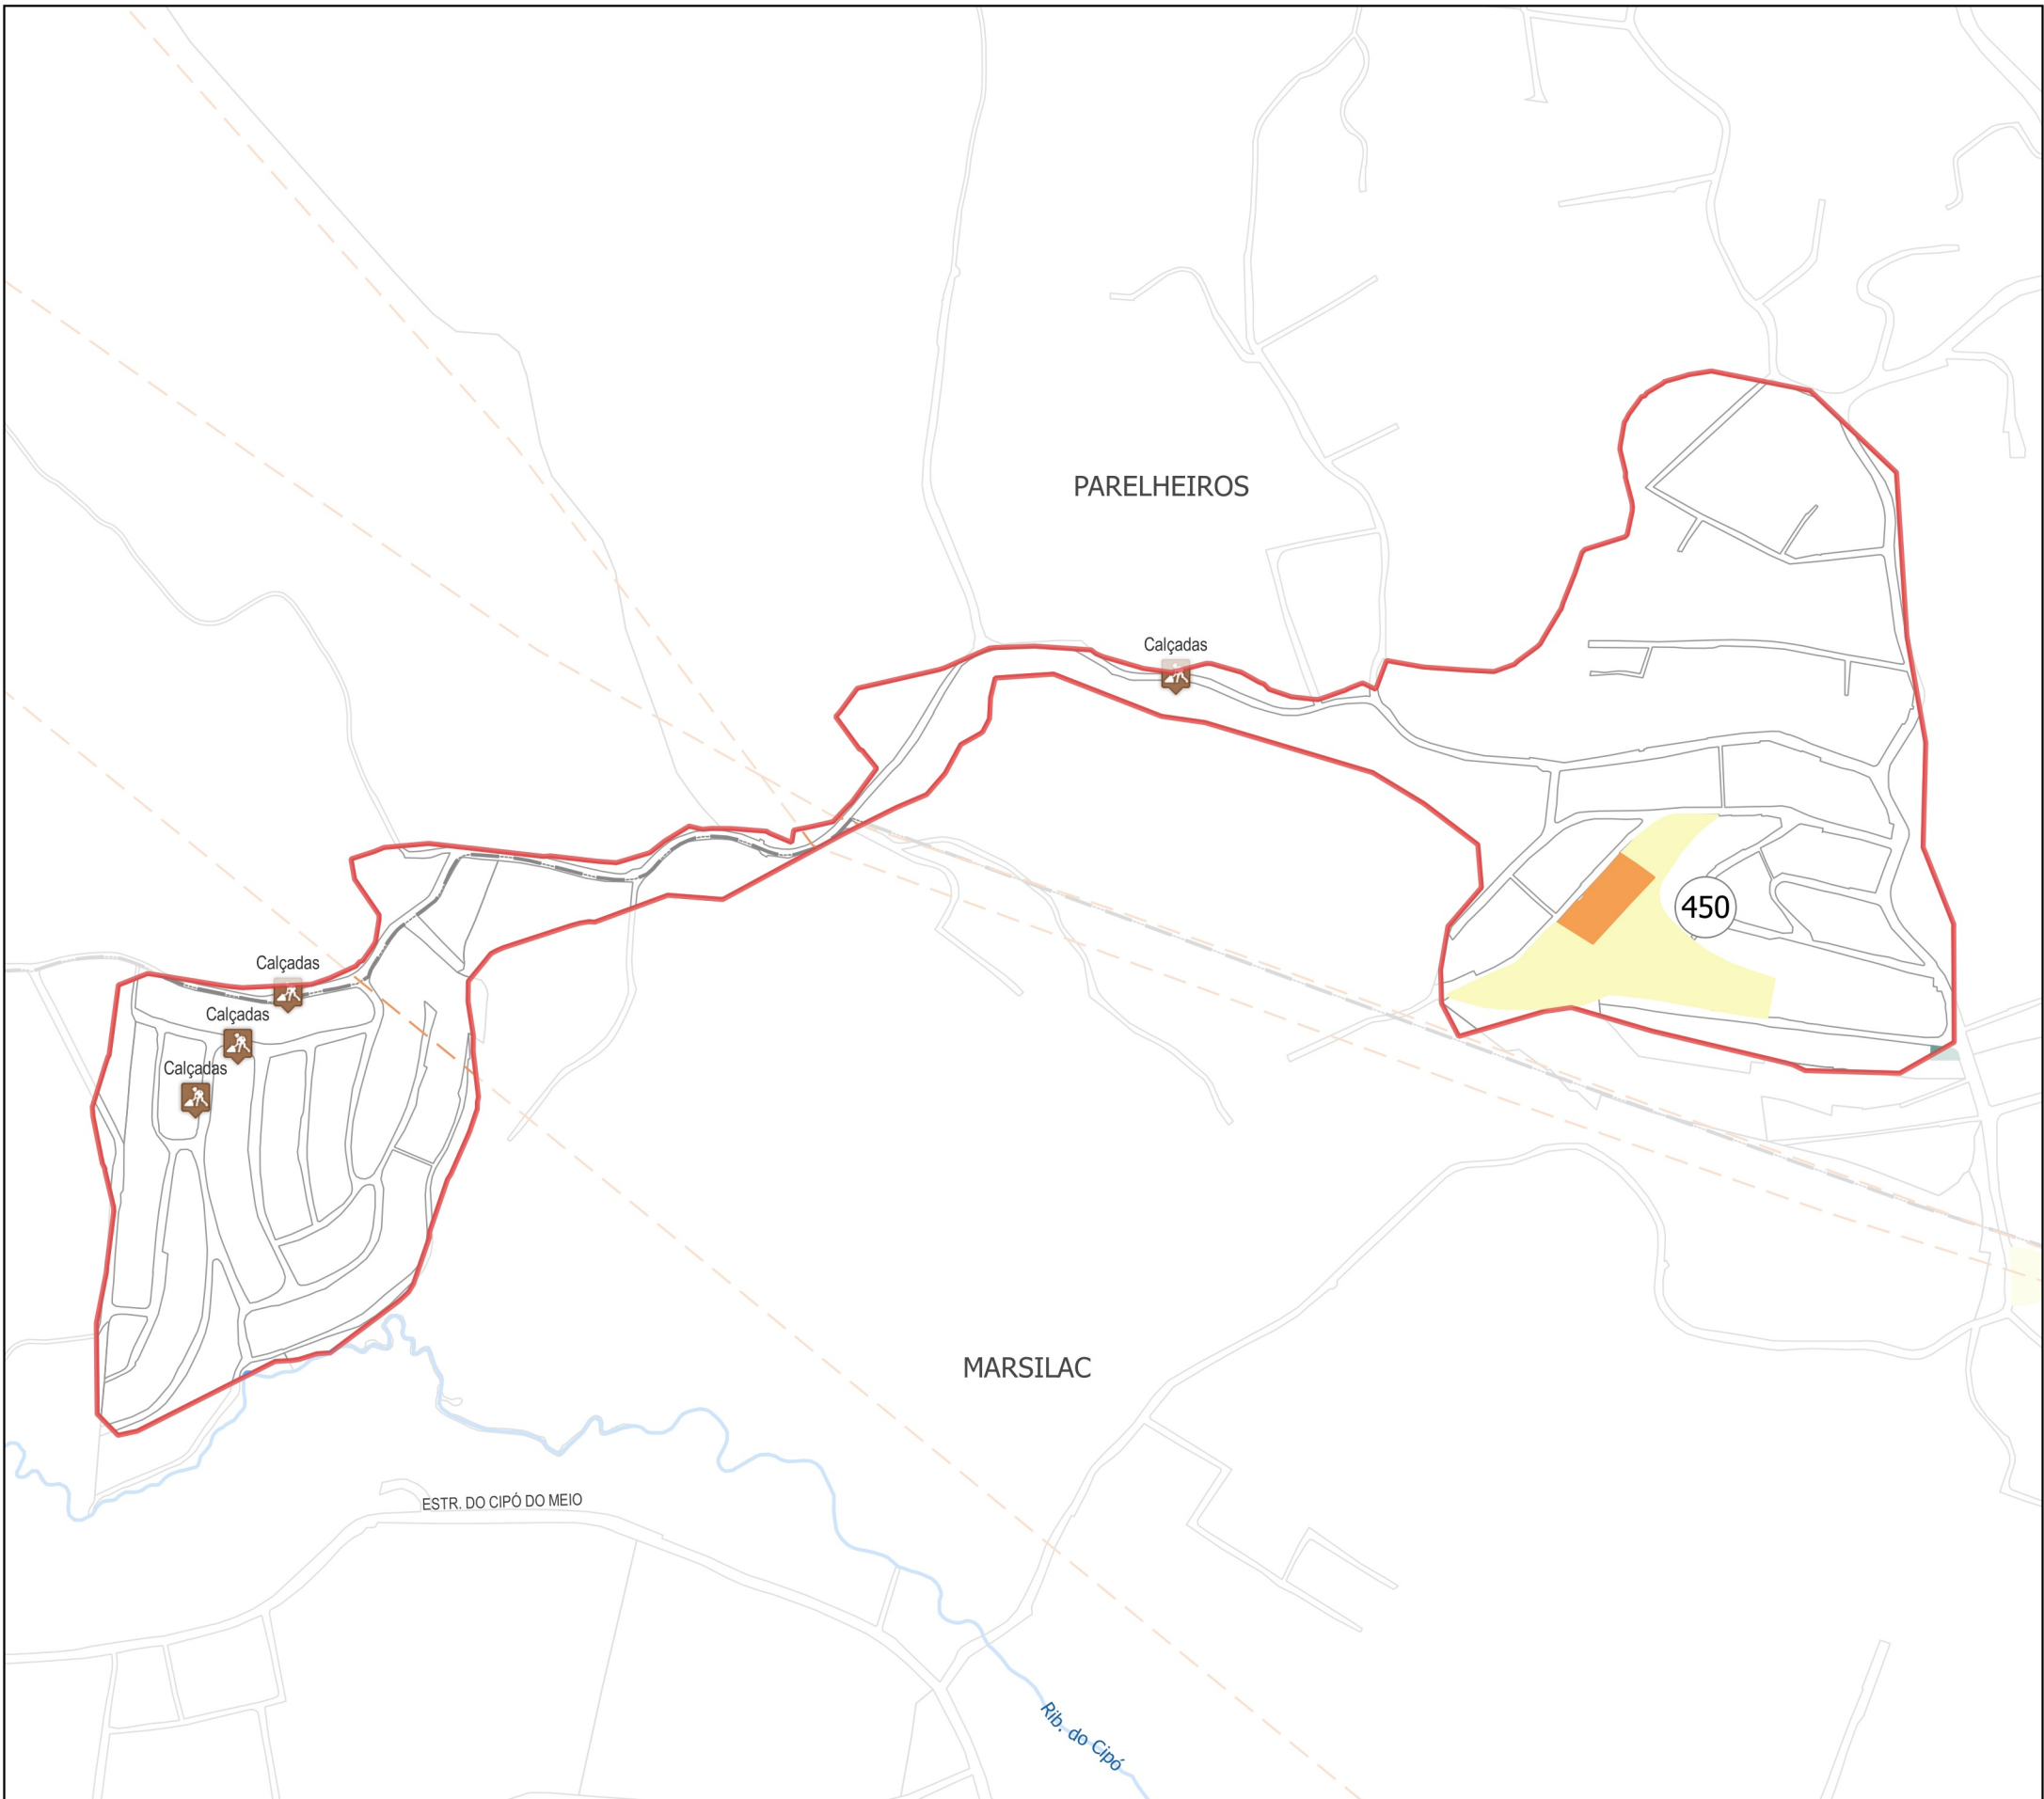 PARELHEIROS
Calçadas
450
Calçadas
Calçadas
Calçadas
MARSILAC
ESTR. DO CIPÓ DO MEIO
Rib. do Cipó